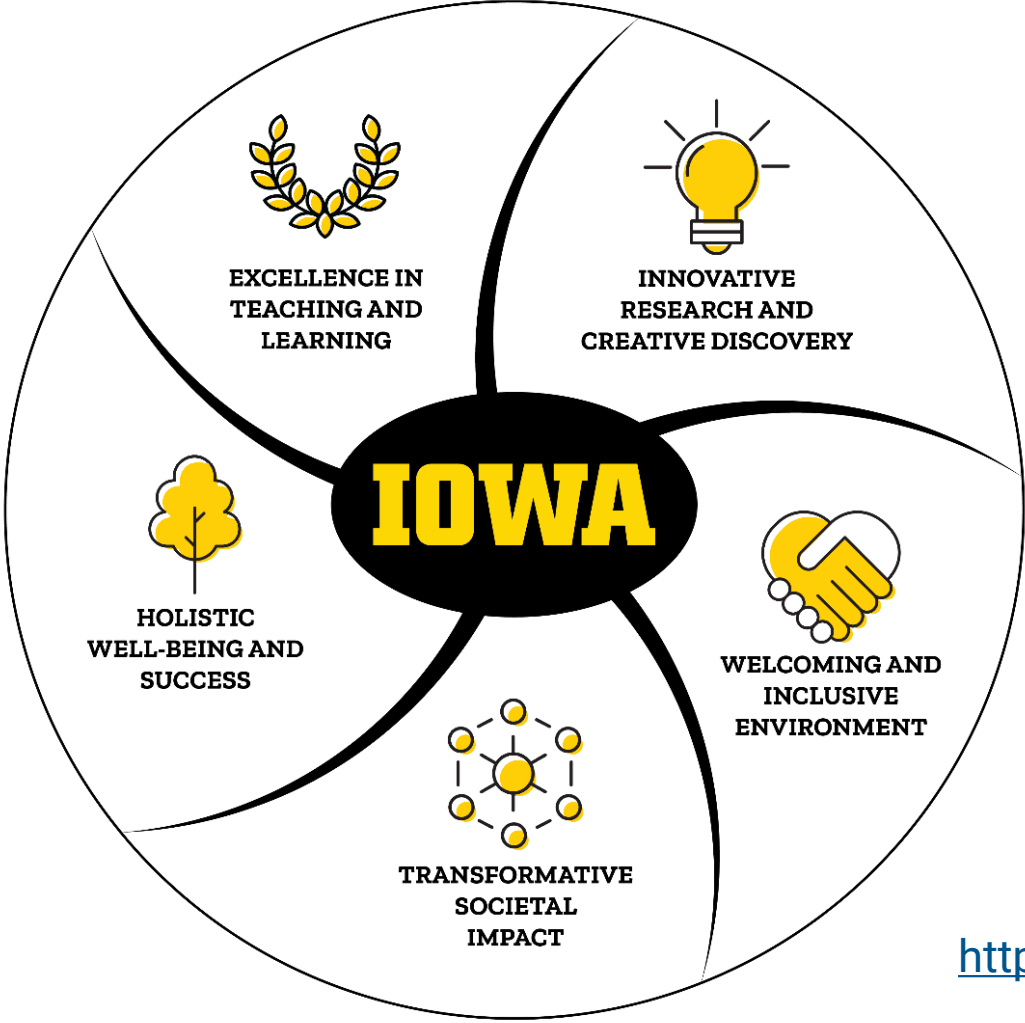 EXCELLENCE IN
TEACHING AND
LEARNING
INNOVATIVE
RESEARCH AND
CREATIVE DISCOVERY
IOWA
HOLISTIC
WELL-BEING AND
SUCCESS
WELCOMING AND
INCLUSIVE
ENVIRONMENT
TRANSFORMATIVE
SOCIETAL
IMPACT
http